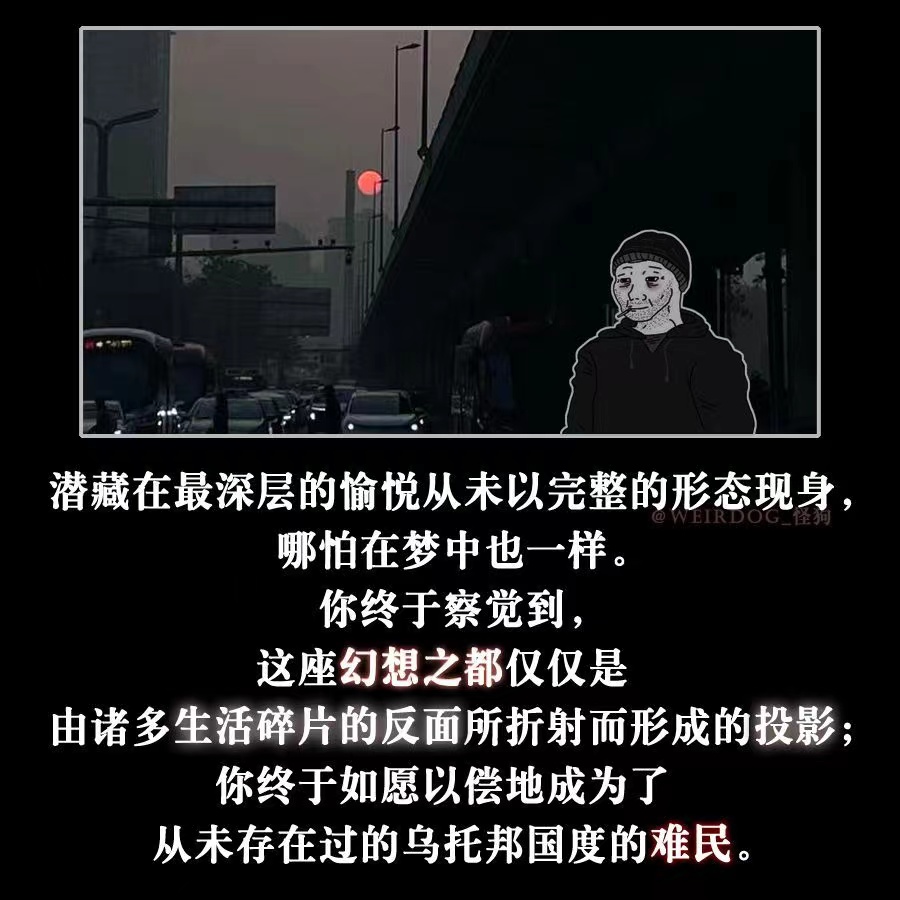 潜藏在最深层的愉悦从未以完整的形态现身，
@WEIRDOG_怪狗
哪怕在梦中也一样。
你终于察觉到，
这座幻想之都仅仅是
由诸多生活碎片的反面所折射而形成的投影；
你终于如愿以偿地成为了
从未存在过的乌托邦国度的难民。